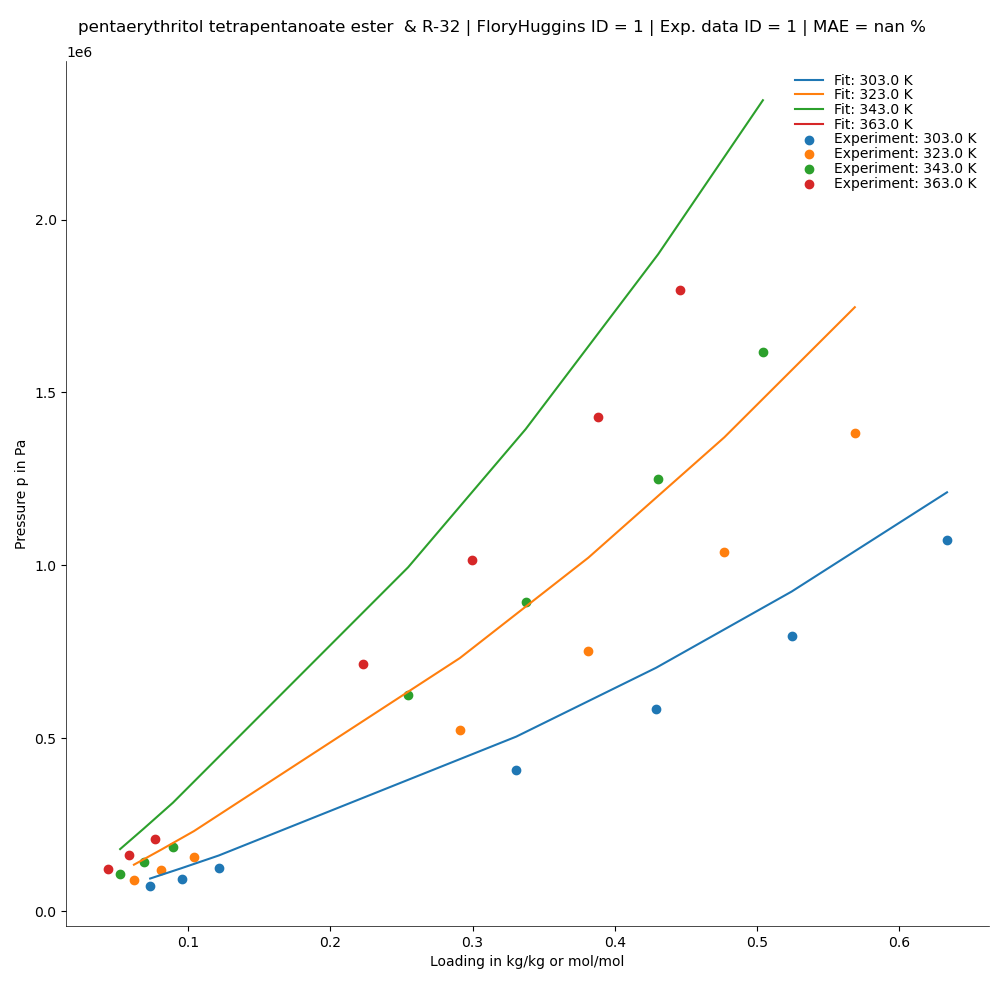 pentaerythritol tetrapentanoate ester  & R-32 | FloryHuggins ID = 1 | Exp. data ID = 1 | MAE = nan %
1e6
Fit: 303.0 K
Fit: 323.0 K
Fit: 343.0 K
Fit: 363.0 K
Experiment: 303.0 K
Experiment: 323.0 K
Experiment: 343.0 K
Experiment: 363.0 K
2.0
1.5
1.0
0.5
0.0
Pressure p in Pa
0.1 0.2 0.3 0.4 0.5 0.6
Loading in kg/kg or mol/mol